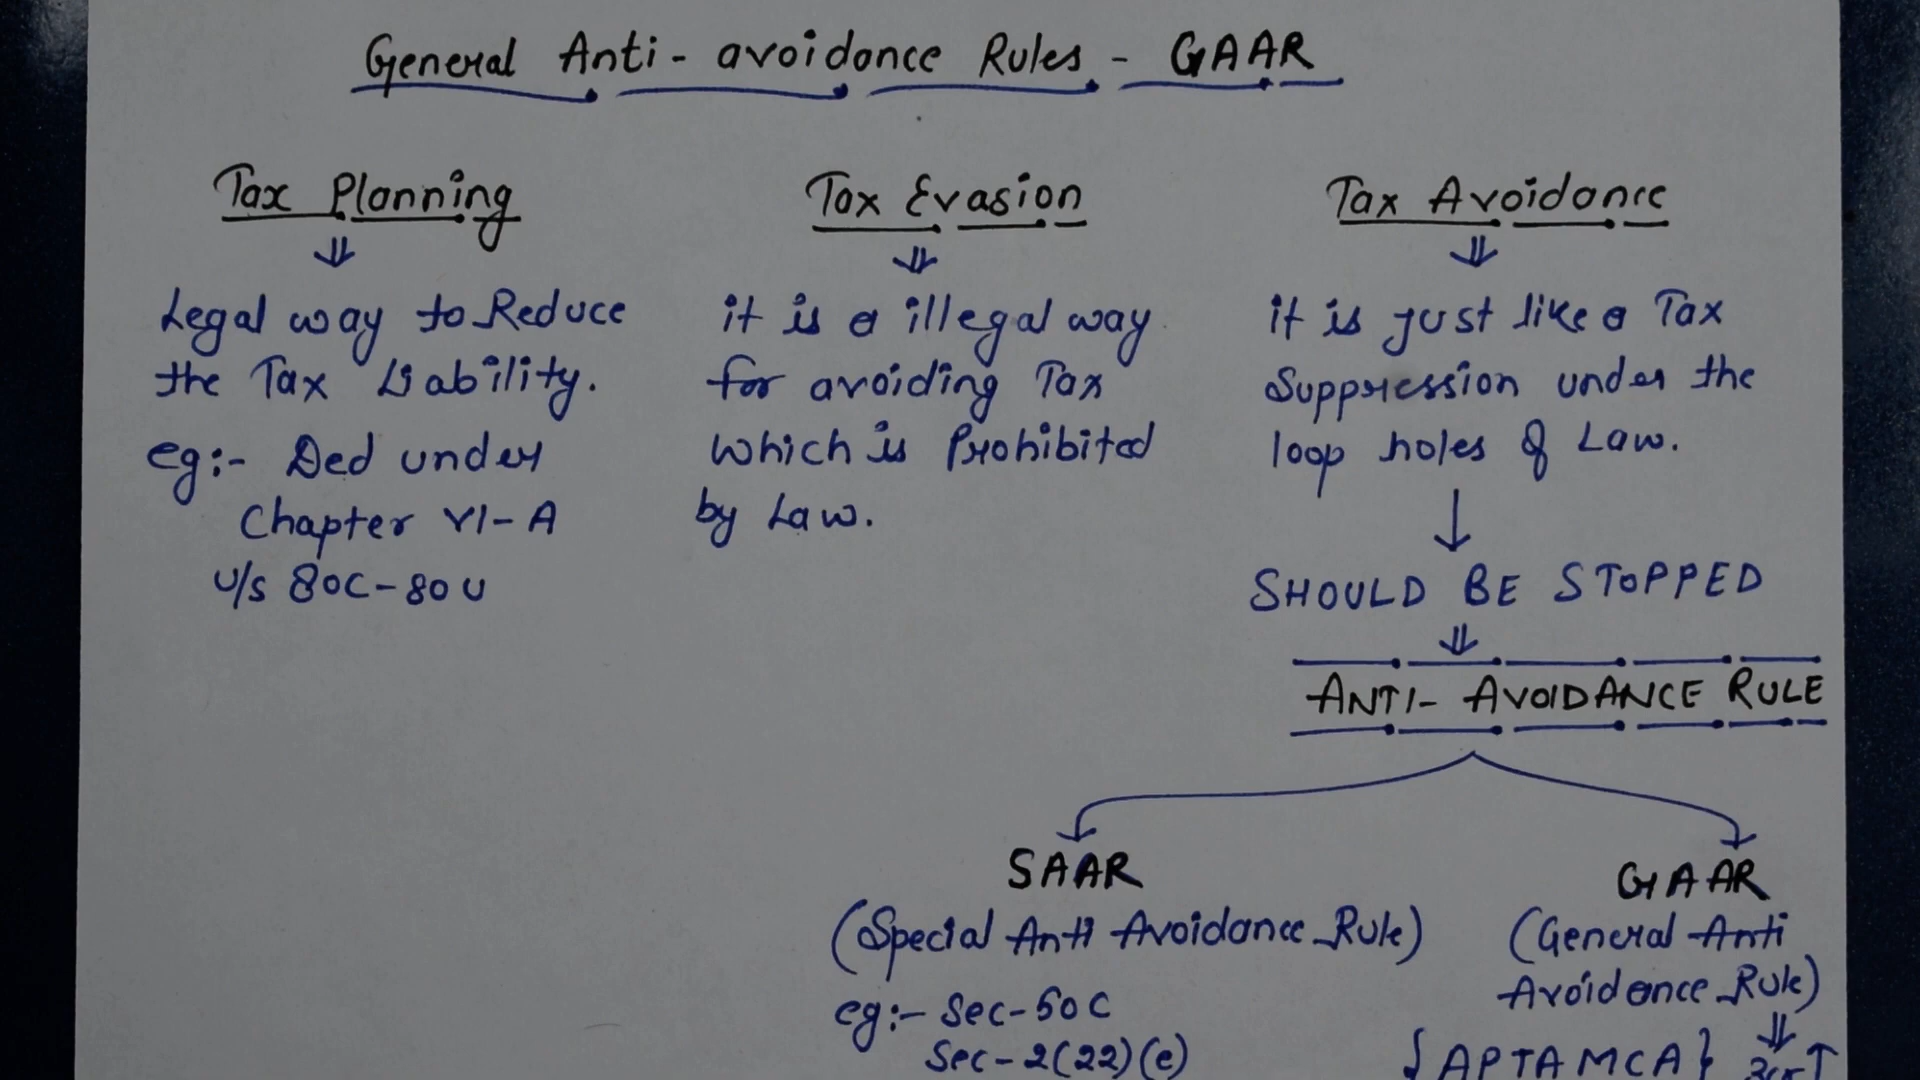 General Anti-avoidance Rules - GAAR
Tax Planning
Legal way to Reduce
the Tax Liability.
eg:- Ded under
Chapter VI-A
U/s 80C-80U
Tax Evasion
it is a illegal way
for avoiding Tax
which is Prohibited
by Law.
Tax Avoidance
it is just like a Tax
Suppression under the
loop holes of Law.
SHOULD BE STOPPED
ANTI-AVOIDANCE RULE
SAAR
(Special Anti Avoidance Rule)
eg:- Sec-50C
Sec-2(22)(e)
GAAR
(General Anti
Avoidance Rule)
{APTAMCA}